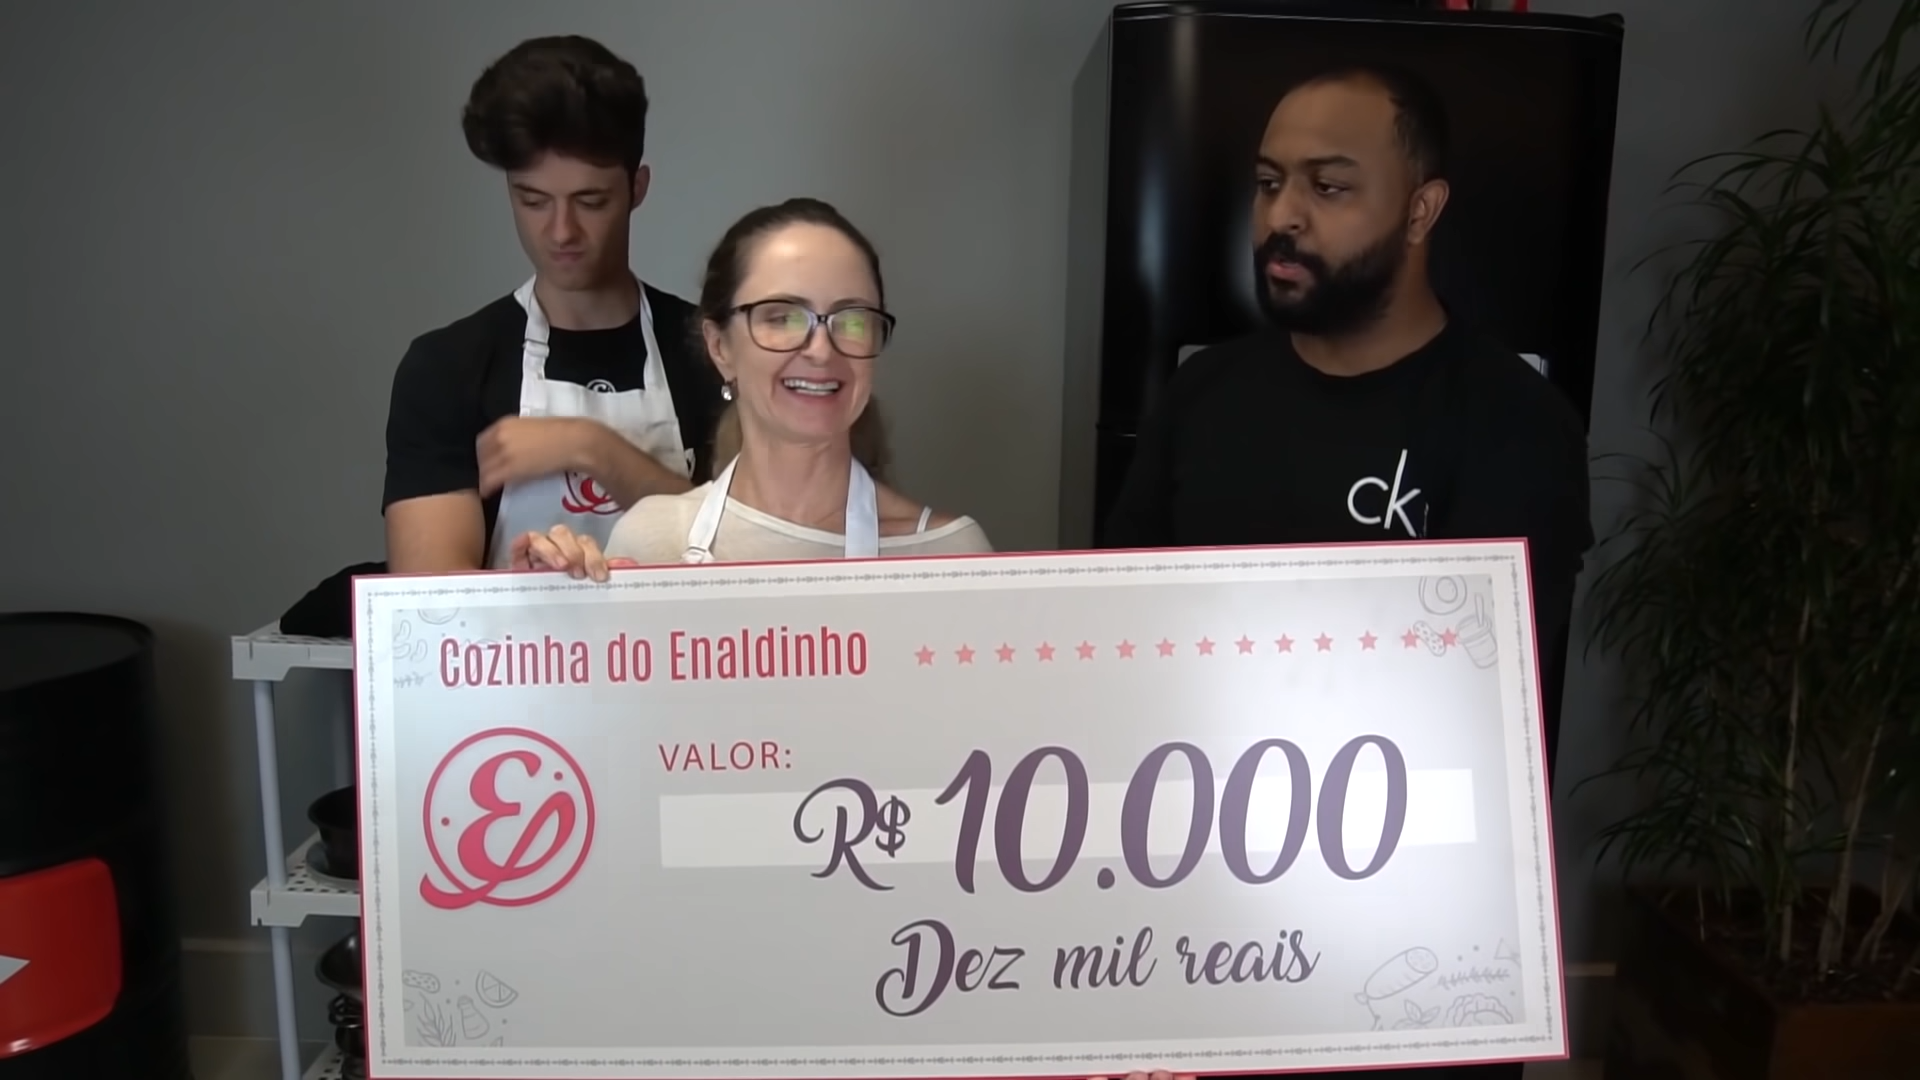 ck
Cozinha do Enaldinho
E
VALOR:
R$ 10.000
Dez mil reais